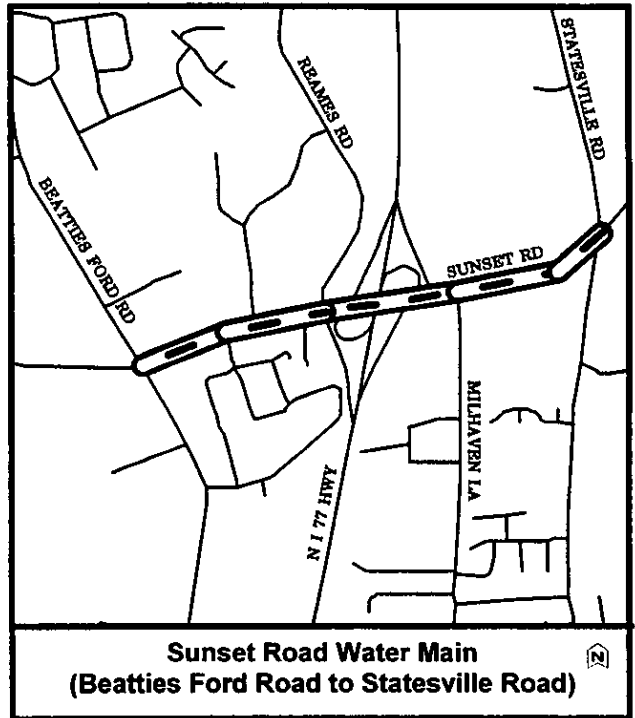 STATESVILLE RD
REAMES RD
BEATTIES FORD RD
SUNSET RD
MILHAVEN LA
N I 77 HWY
Sunset Road Water Main
(Beatties Ford Road to Statesville Road)
N